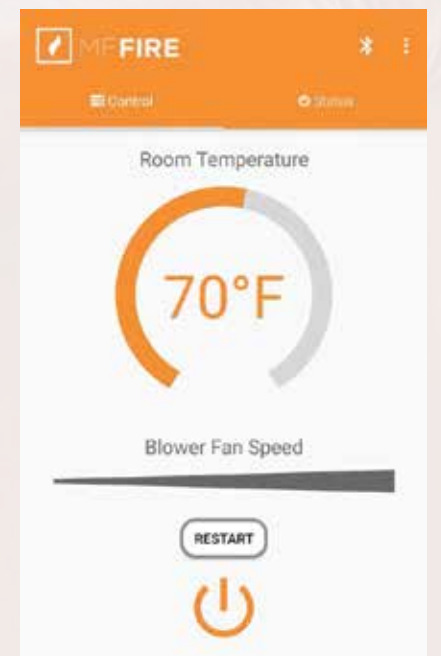 MFFIRE
Control
Status
Room Temperature
70°F
Blower Fan Speed
RESTART